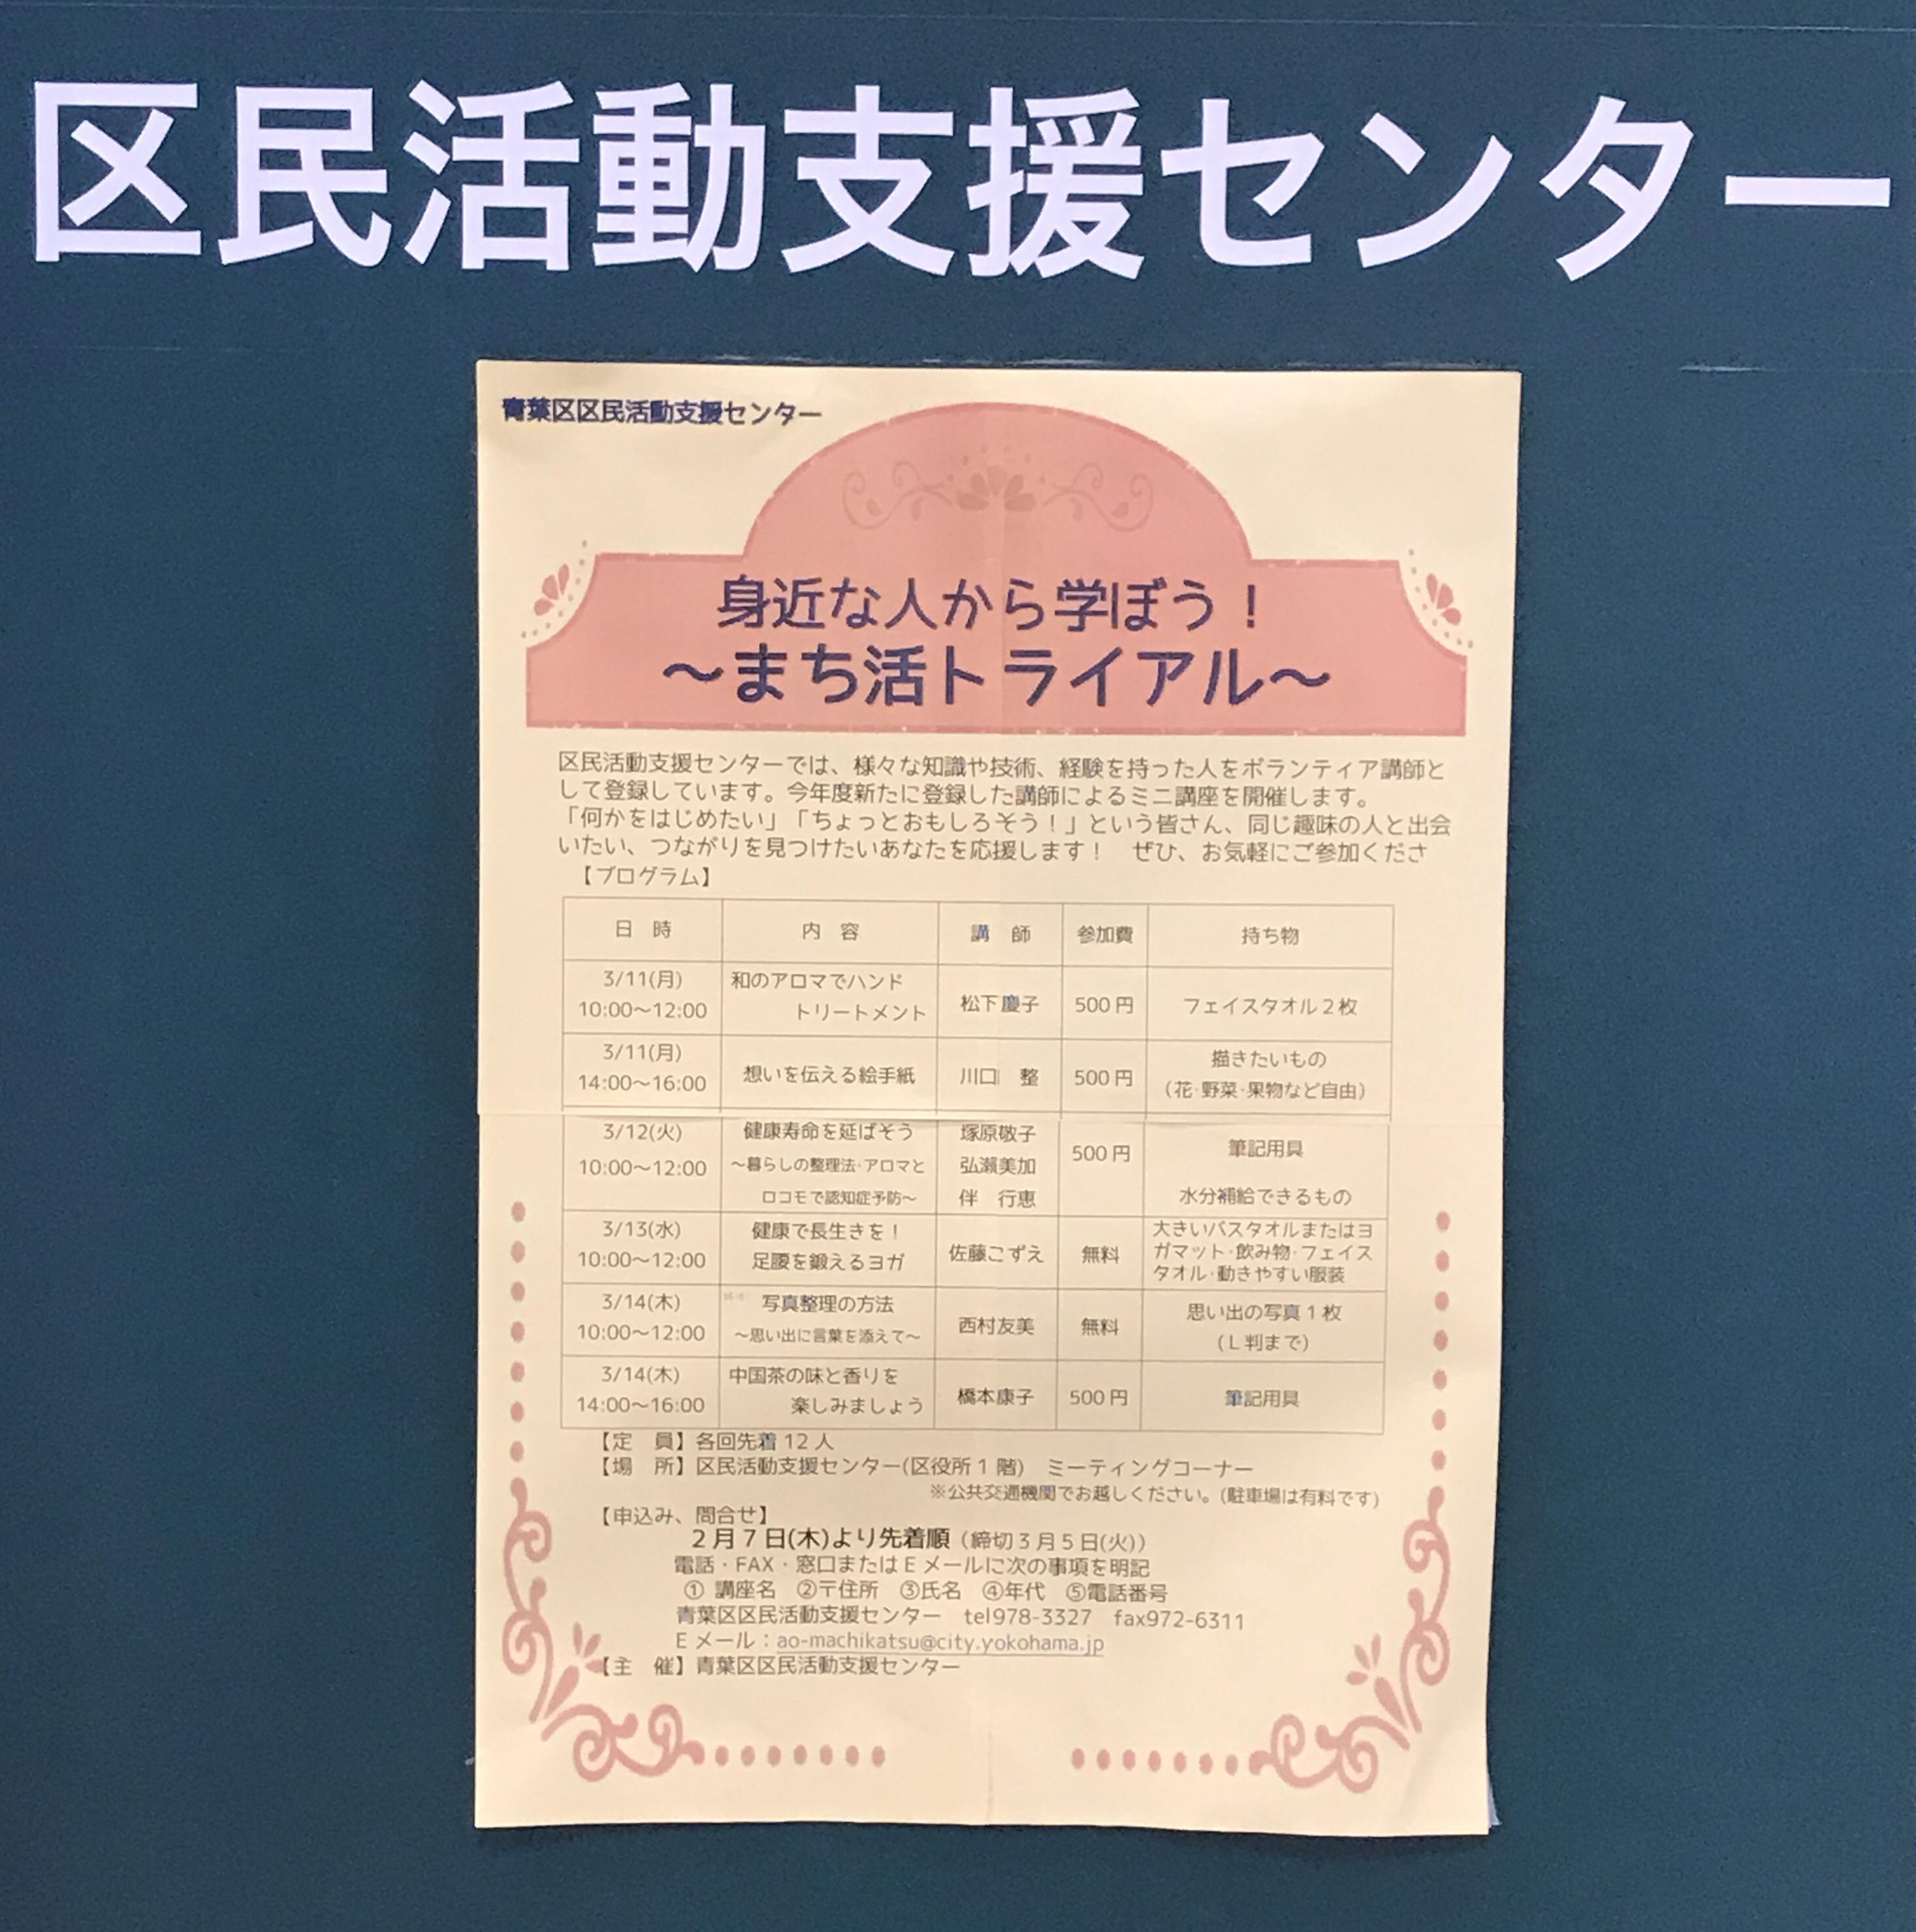 区民活動支援センター
青葉区区民活動支援センター
身近な人から学ぼう！
～まち活トライアル～
区民活動支援センターでは、様々な知識や技術、経験を持った人をボランティア講師と
して登録しています。今年度新たに登録した講師によるミニ講座を開催します。
「何かをはじめたい」「ちょっとおもしろそう！」という皆さん、同じ趣味の人と出会
いたい、つながりを見つけたいあなたを応援します！　ぜひ、お気軽にご参加くださ
【プログラム】
日　時　内　容　講　師　参加費　持ち物
3/11(月)
10:00～12:00
和のアロマでハンド
トリートメント
松下慶子
500円
フェイスタオル２枚
3/11(月)
14:00～16:00
想いを伝える絵手紙
川口　整
500円
描きたいもの
（花・野菜・果物など自由）
3/12(火)
10:00～12:00
健康寿命を延ばそう
～暮らしの整理法・アロマと
ロコモで認知症予防～
塚原敬子
弘瀬美加
伴　行恵
500円
筆記用具
水分補給できるもの
3/13(水)
10:00～12:00
健康で長生きを！
足腰を鍛えるヨガ
佐藤こずえ
無料
大きいバスタオルまたはヨ
ガマット・飲み物・フェイス
タオル・動きやすい服装
3/14(木)
10:00～12:00
写真整理の方法
～思い出に言葉を添えて～
西村友美
無料
思い出の写真１枚
（Ｌ判まで）
3/14(木)
14:00～16:00
中国茶の味と香りを
楽しみましょう
橋本康子
500円
筆記用具
【定　員】各回先着12人
【場　所】区民活動支援センター(区役所１階)　ミーティングコーナー
※公共交通機関でお越しください。(駐車場は有料です)
【申込み、問合せ】
２月７日(木)より先着順（締切３月５日(火)）
電話・FAX・窓口またはＥメールに次の事項を明記
① 講座名　②〒住所　③氏名　④年代　⑤電話番号
青葉区区民活動支援センター　tel978-3327　fax972-6311
Ｅメール：ao-machikatsu@city.yokohama.jp
【主　催】青葉区区民活動支援センター